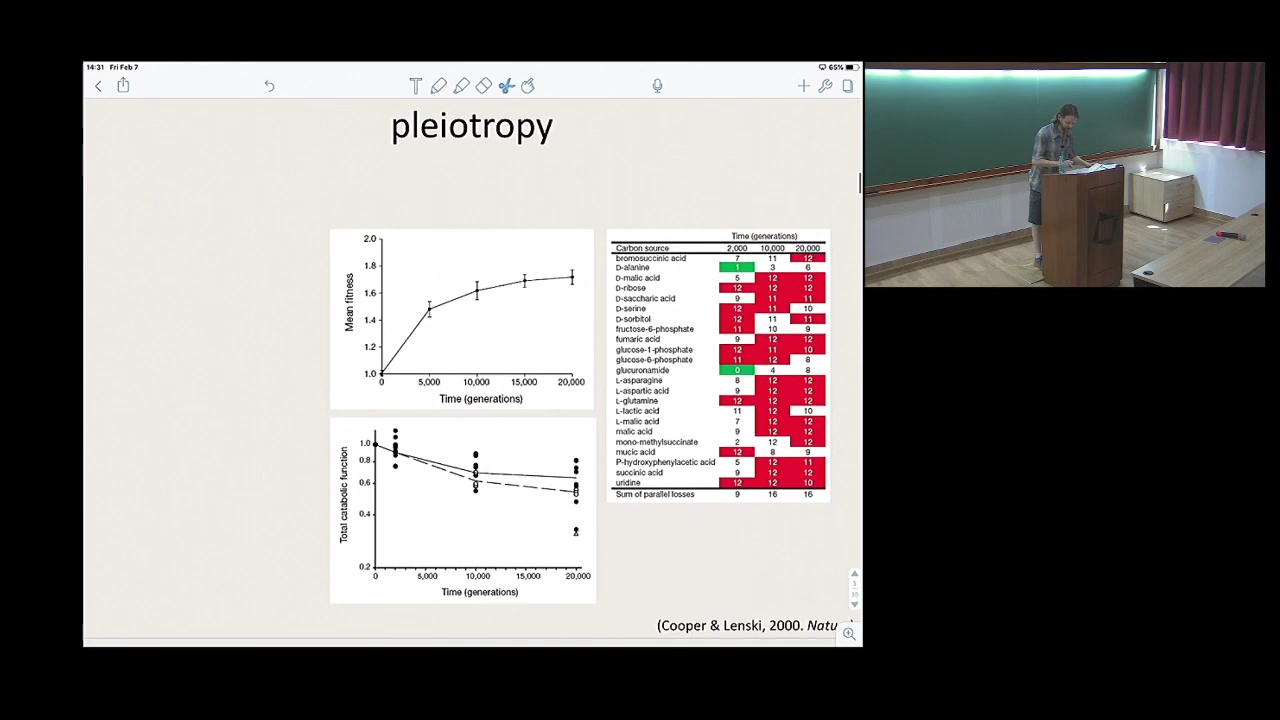 14:31 Fri Feb 7
65%
T
pleiotropy
2.0
1.8
1.6
1.4
1.2
1.0
Mean fitness
0 5,000 10,000 15,000 20,000
Time (generations)
1.0
0.8
0.6
0.4
0.2
Total catabolic function
0 5,000 10,000 15,000 20,000
Time (generations)
Time (generations)
Carbon source 2,000 10,000 20,000
bromosuccinic acid 7 11 12
D-alanine 1 3 6
D-malic acid 5 12 12
D-ribose 12 12 12
D-saccharic acid 9 11 11
D-serine 12 11 10
D-sorbitol 12 11 11
fructose-6-phosphate 11 10 9
fumaric acid 9 12 12
glucose-1-phosphate 12 11 10
glucose-6-phosphate 11 12 8
glucuronamide 0 4 8
L-asparagine 8 12 12
L-aspartic acid 9 12 12
L-glutamine 12 12 12
L-lactic acid 11 12 10
L-malic acid 7 12 12
malic acid 9 12 12
mono-methylsuccinate 2 12 12
mucic acid 12 8 9
P-hydroxyphenylacetic acid 5 12 11
succinic acid 9 12 12
uridine 12 12 10
Sum of parallel losses 9 16 16
(Cooper & Lenski, 2000. Natu